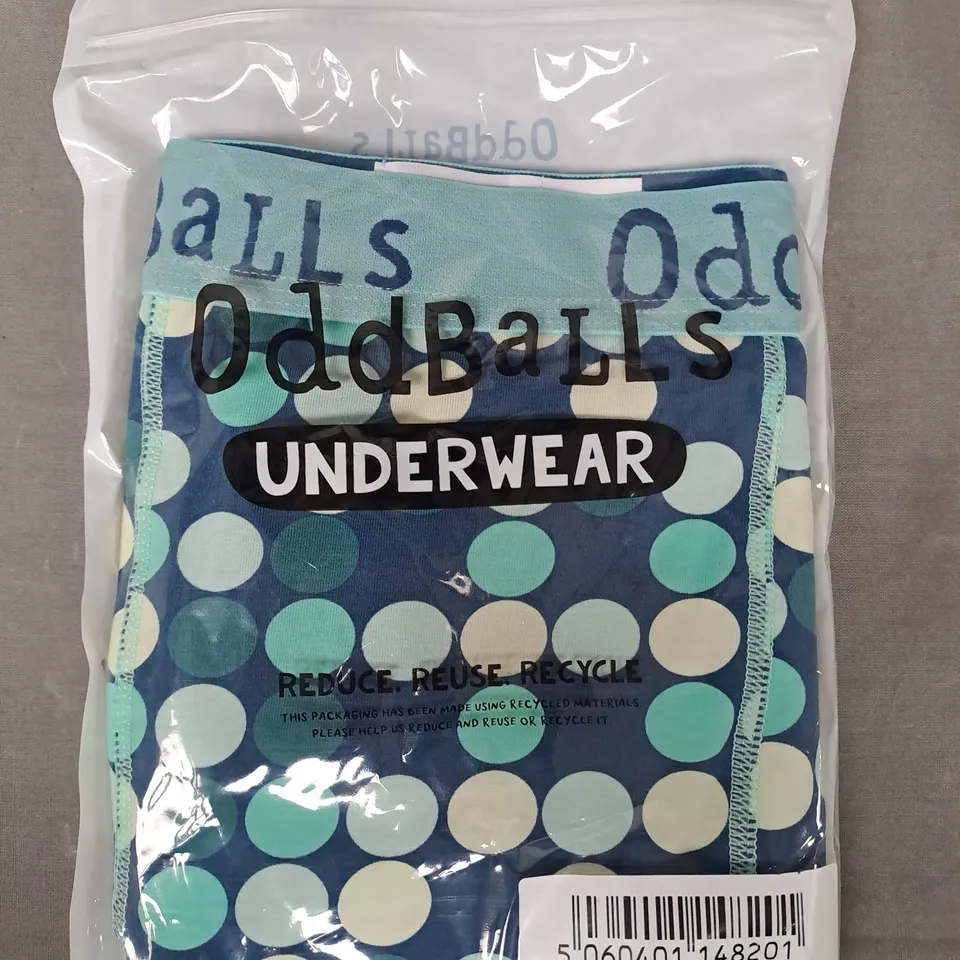 OddBalls
BaLLs Odd
OddBaLLs
UNDERWEAR
REDUCE. REUSE. RECYCLE
THIS PACKAGING HAS BEEN MADE USING RECYCLED MATERIALS.
PLEASE HELP US REDUCE AND REUSE OR RECYCLE IT.
5 060401 148201